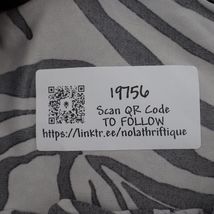 19756
Scan QR Code
TO FOLLOW
https://linktr.ee/nolathriftique